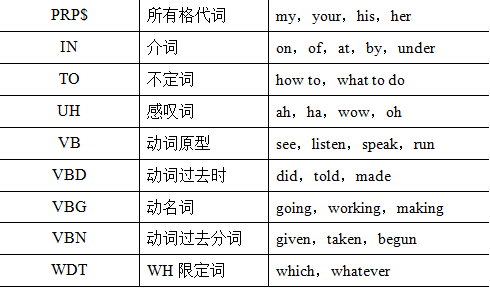 PRP$ 所有格代词 my，your，his，her
IN 介词 on，of，at，by，under
TO 不定词 how to，what to do
UH 感叹词 ah，ha，wow，oh
VB 动词原型 see，listen，speak，run
VBD 动词过去时 did，told，made
VBG 动名词 going，working，making
VBN 动词过去分词 given，taken，begun
WDT WH 限定词 which，whatever